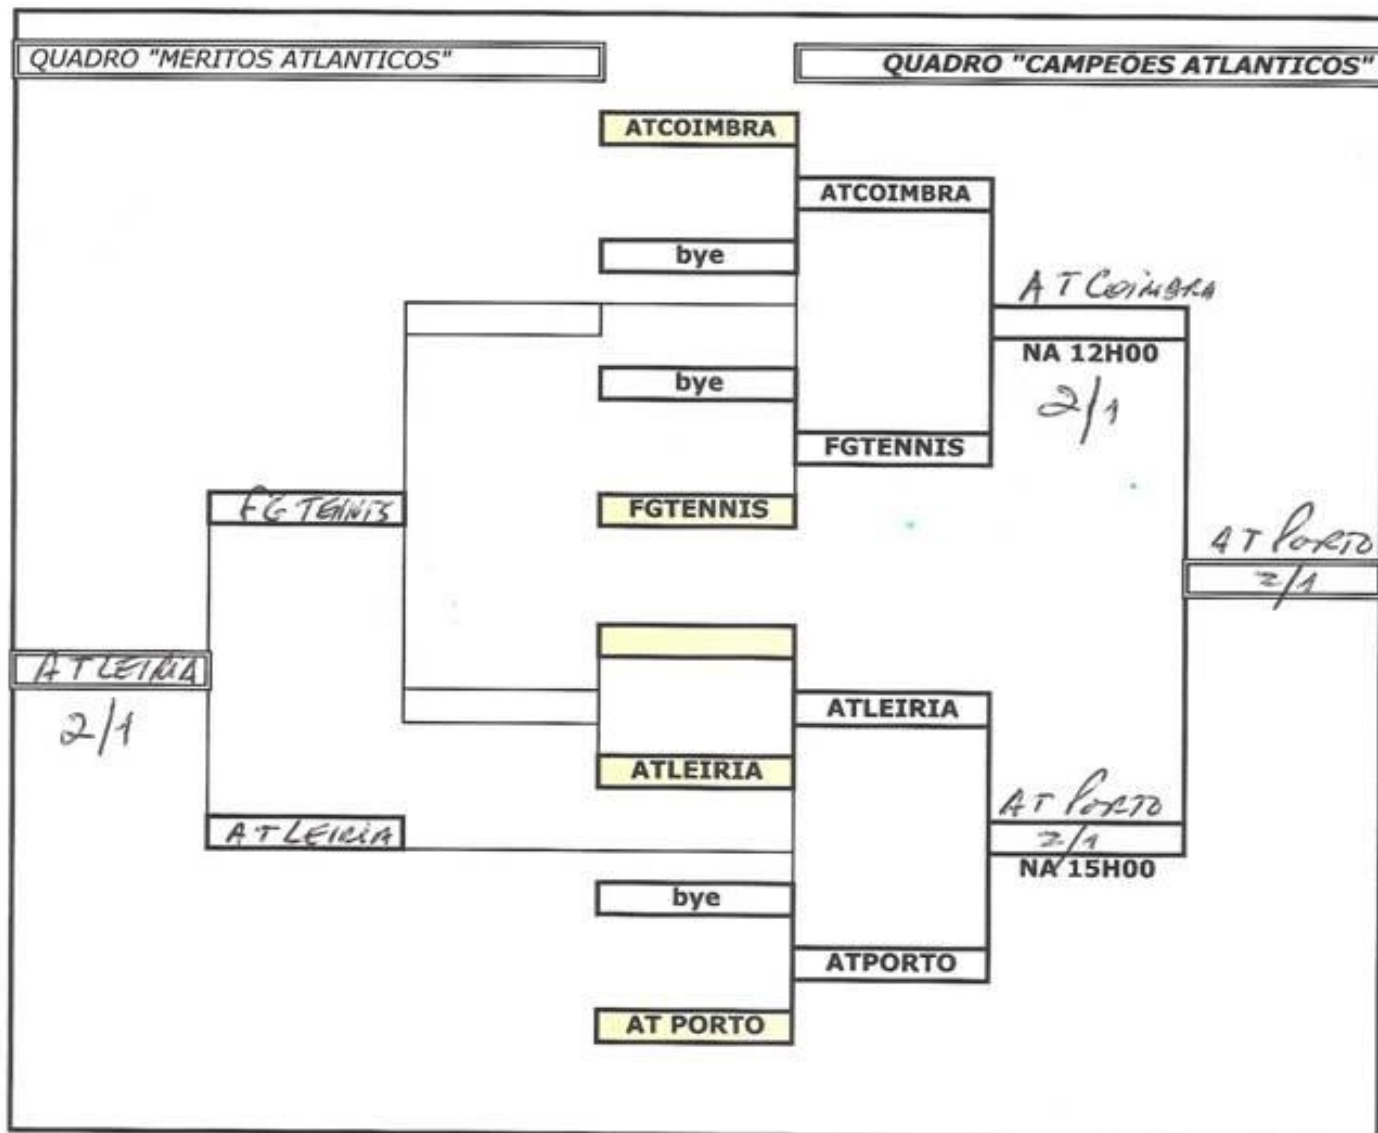 QUADRO "MERITOS ATLANTICOS"
QUADRO "CAMPEÕES ATLANTICOS"
ATCOIMBRA
ATCOIMBRA
bye
AT COIMBRA
NA 12H00
bye
2/1
FGTENNIS
FG TENNIS
FGTENNIS
AT PORTO
2/1
AT LEIRIA
2/1
ATLEIRIA
ATLEIRIA
AT PORTO
AT LEIRIA
2/1
NA 15H00
bye
ATPORTO
AT PORTO